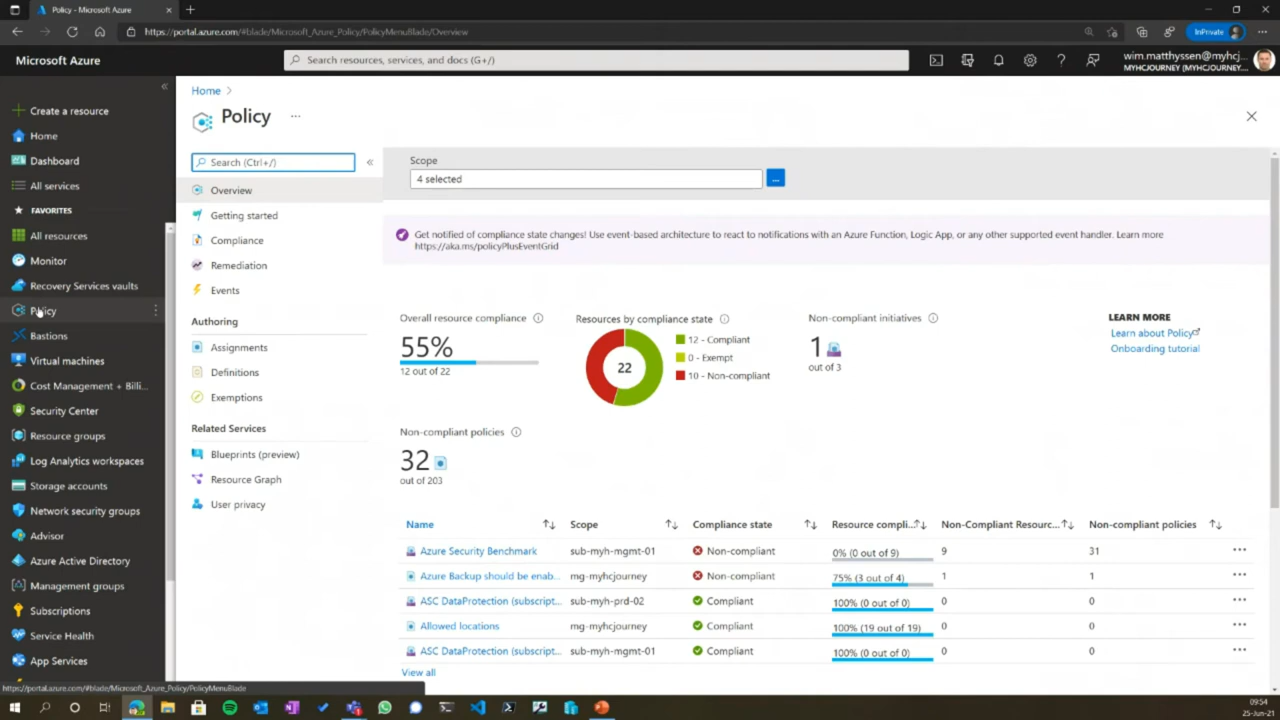 Policy - Microsoft Azure
https://portal.azure.com/#blade/Microsoft_Azure_Policy/PolicyMenuBlade/Overview
InPrivate
Microsoft Azure
Search resources, services, and docs (G+/)
wim.matthyssen@myhcj...
MYHCJOURNEY (MYHCJOURNEY....
Create a resource
Home
Dashboard
All services
FAVORITES
All resources
Monitor
Recovery Services vaults
Policy
Bastions
Virtual machines
Cost Management + Billi...
Security Center
Resource groups
Log Analytics workspaces
Storage accounts
Network security groups
Advisor
Azure Active Directory
Management groups
Subscriptions
Service Health
App Services
Home
Policy
Search (Ctrl+/)
Overview
Getting started
Compliance
Remediation
Events
Authoring
Assignments
Definitions
Exemptions
Related Services
Blueprints (preview)
Resource Graph
User privacy
Scope
4 selected
...
Get notified of compliance state changes! Use event-based architecture to react to notifications with an Azure Function, Logic App, or any other supported event handler. Learn more
https://aka.ms/policyPlusEventGrid
Overall resource compliance
55%
12 out of 22
Resources by compliance state
22
12 - Compliant
0 - Exempt
10 - Non-compliant
Non-compliant initiatives
1
out of 3
LEARN MORE
Learn about Policy
Onboarding tutorial
Non-compliant policies
32
out of 203
Name Scope Compliance state Resource compli... Non-Compliant Resourc... Non-compliant policies
Azure Security Benchmark sub-myh-mgmt-01 Non-compliant 0% (0 out of 9) 9 31
Azure Backup should be enab... mg-myhcjourney Non-compliant 75% (3 out of 4) 1 1
ASC DataProtection (subscript... sub-myh-prd-02 Compliant 100% (0 out of 0) 0 0
Allowed locations mg-myhcjourney Compliant 100% (19 out of 19) 0 0
ASC DataProtection (subscript... sub-myh-mgmt-01 Compliant 100% (0 out of 0) 0 0
View all
https://portal.azure.com/#blade/Microsoft_Azure_Policy/PolicyMenuBlade
09:54
25-Jun-21